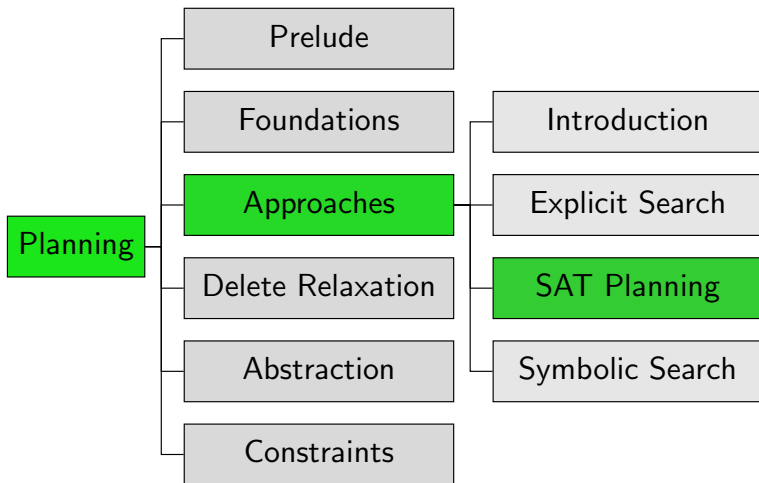 Planning
Prelude
Foundations
Approaches
Delete Relaxation
Abstraction
Constraints
Introduction
Explicit Search
SAT Planning
Symbolic Search